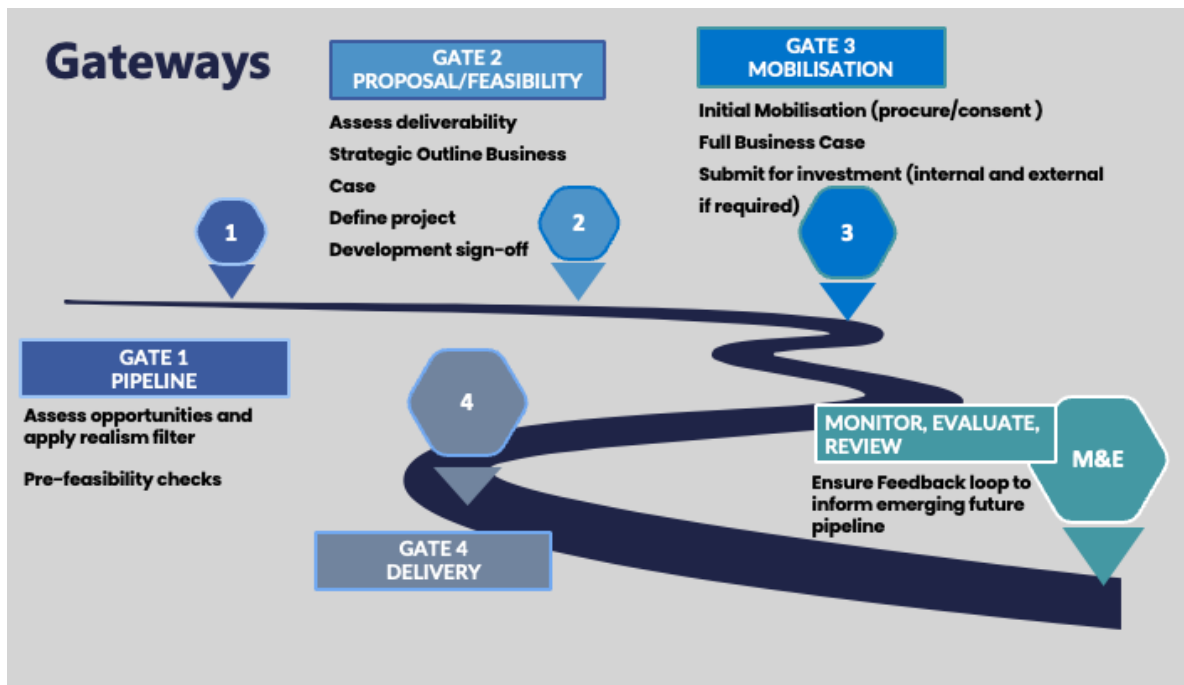 Gateways
GATE 1
PIPELINE
Assess opportunities and
apply realism filter
Pre-feasibility checks
1
GATE 2
PROPOSAL/FEASIBILITY
Assess deliverability
Strategic Outline Business
Case
Define project
Development sign-off
2
GATE 3
MOBILISATION
Initial Mobilisation (procure/consent )
Full Business Case
Submit for investment (internal and external
if required)
3
4
GATE 4
DELIVERY
MONITOR, EVALUATE,
REVIEW
M&E
Ensure Feedback loop to
inform emerging future
pipeline